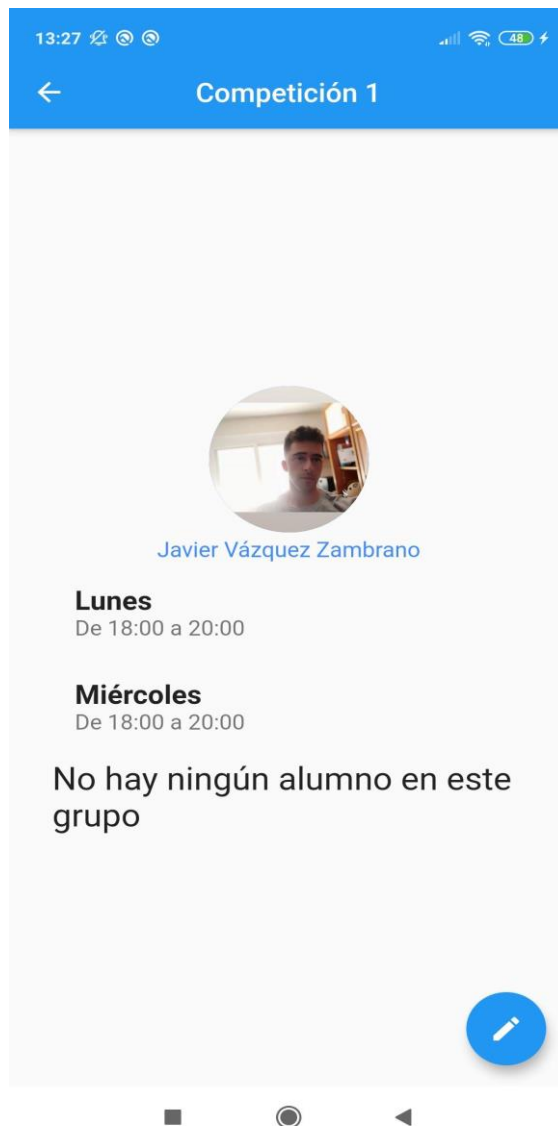 13:27
48
Competición 1
Javier Vázquez Zambrano
Lunes
De 18:00 a 20:00
Miércoles
De 18:00 a 20:00
No hay ningún alumno en este
grupo